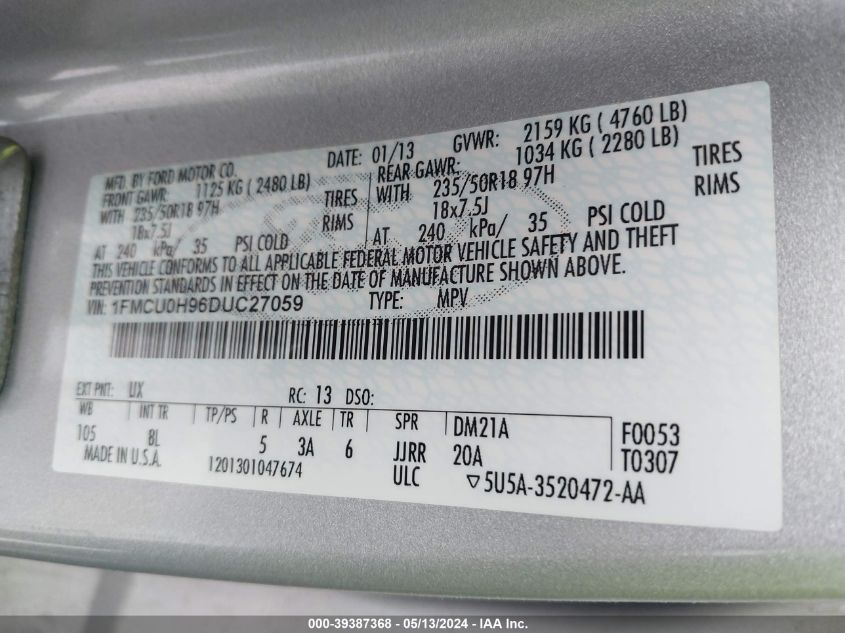 MFD. BY FORD MOTOR CO.
DATE: 01/13 GVWR: 2159 KG ( 4760 LB)
FRONT GAWR: 1125 KG ( 2480 LB) REAR GAWR: 1034 KG ( 2280 LB)
WITH 235/50R18 97H TIRES WITH 235/50R18 97H TIRES
18x7.5J RIMS 18x7.5J RIMS
AT 240 kPa/ 35 PSI COLD AT 240 kPa/ 35 PSI COLD
THIS VEHICLE CONFORMS TO ALL APPLICABLE FEDERAL MOTOR VEHICLE SAFETY AND THEFT
PREVENTION STANDARDS IN EFFECT ON THE DATE OF MANUFACTURE SHOWN ABOVE.
VIN: 1FMCU0H96DUC27059 TYPE: MPV
EXT PNT: UX RC: 13 DSO:
WB INT TR TP/PS R AXLE TR SPR DM21A F0053
105 8L 5 3A 6 JJRR 20A T0307
MADE IN U.S.A. 1201301047674 ULC ▽5U5A-3520472-AA
000-39387368 - 05/13/2024 - IAA Inc.